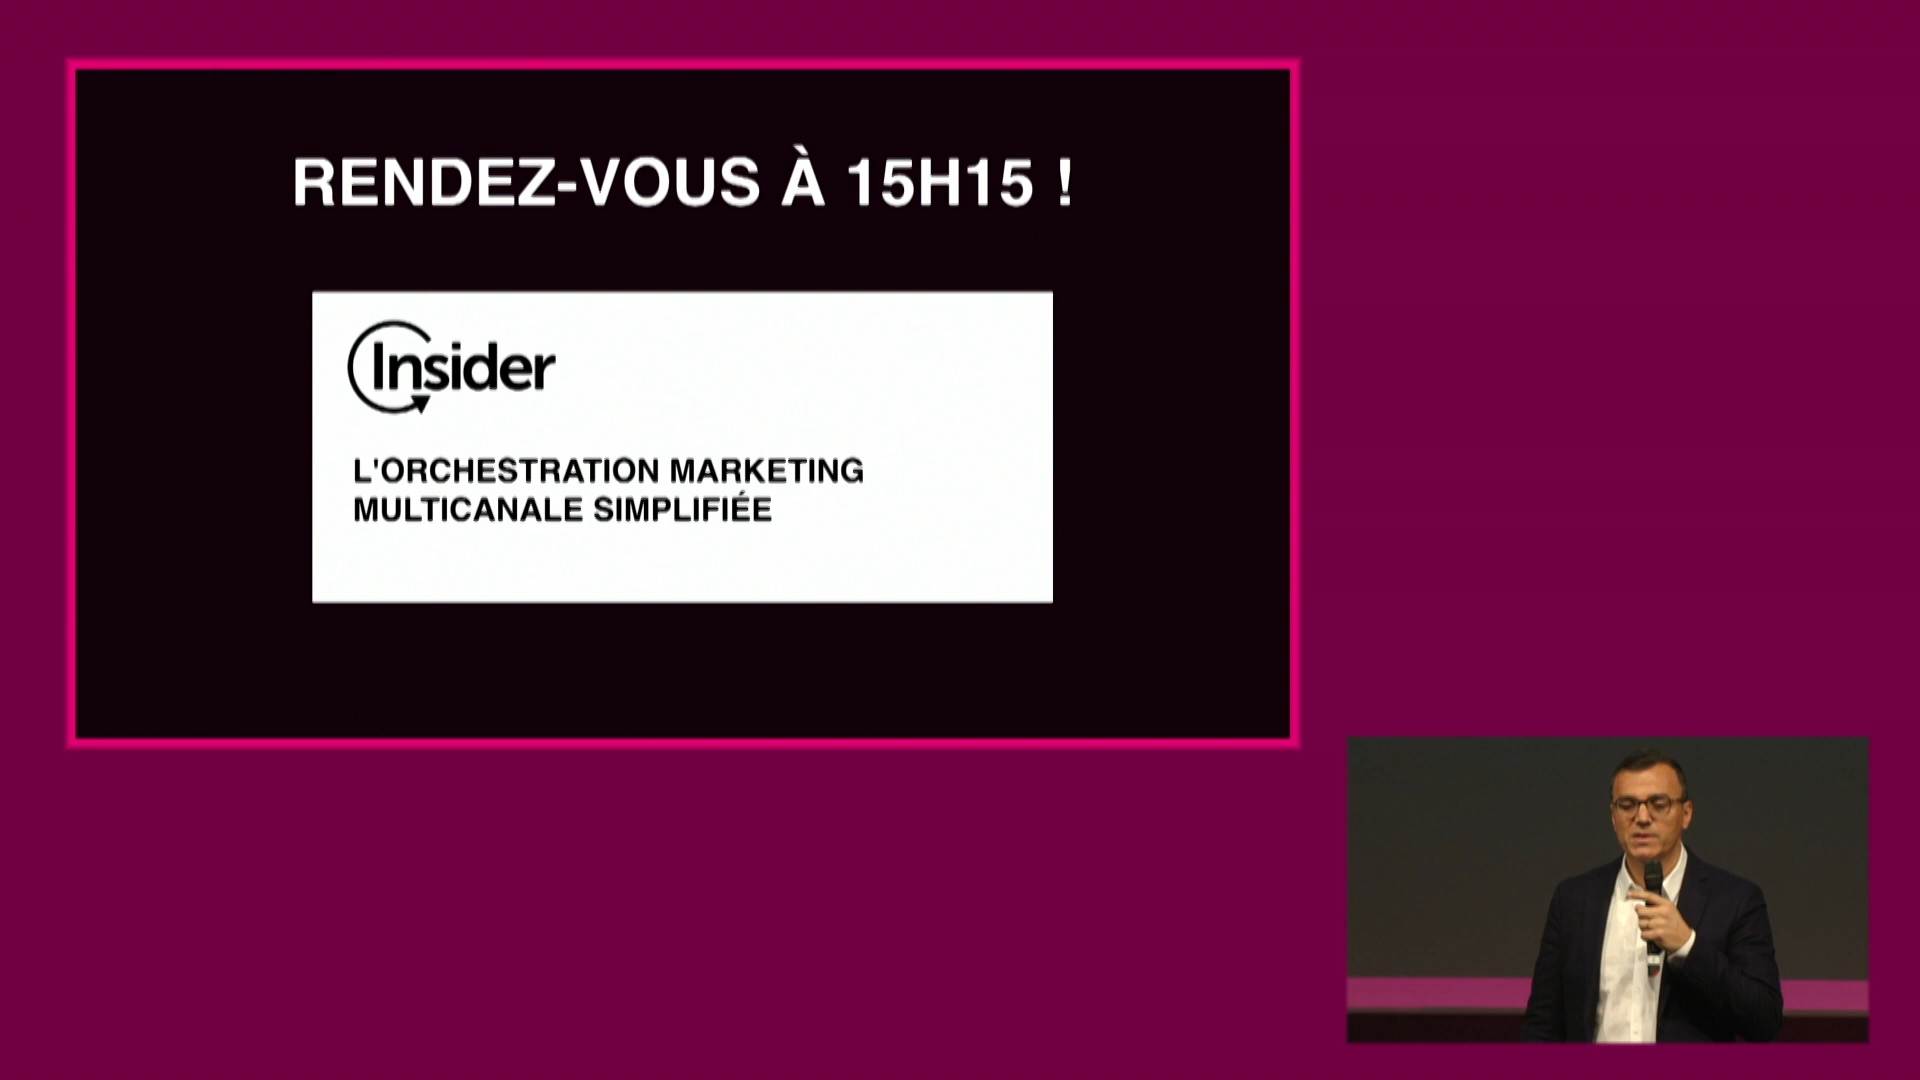 RENDEZ-VOUS À 15H15 !
Insider
L'ORCHESTRATION MARKETING
MULTICANALE SIMPLIFIÉE